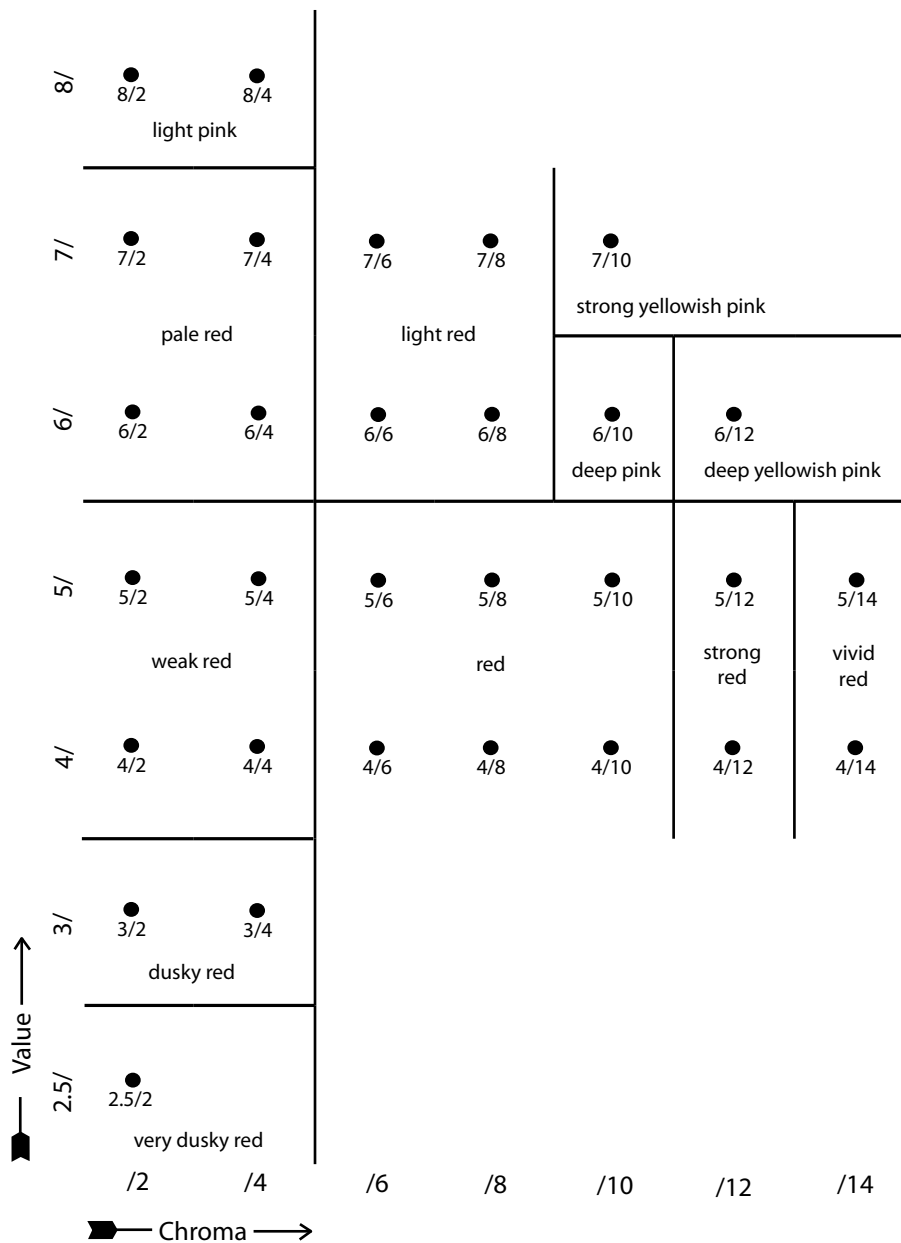 8/
8/2 8/4
light pink
7/
7/2 7/4 7/6 7/8 7/10
strong yellowish pink
pale red light red
6/
6/2 6/4 6/6 6/8 6/10 6/12
deep pink deep yellowish pink
5/
5/2 5/4 5/6 5/8 5/10 5/12 5/14
weak red red strong red vivid red
4/
4/2 4/4 4/6 4/8 4/10 4/12 4/14
3/
3/2 3/4
dusky red
Value
2.5/
2.5/2
very dusky red
/2 /4 /6 /8 /10 /12 /14
Chroma